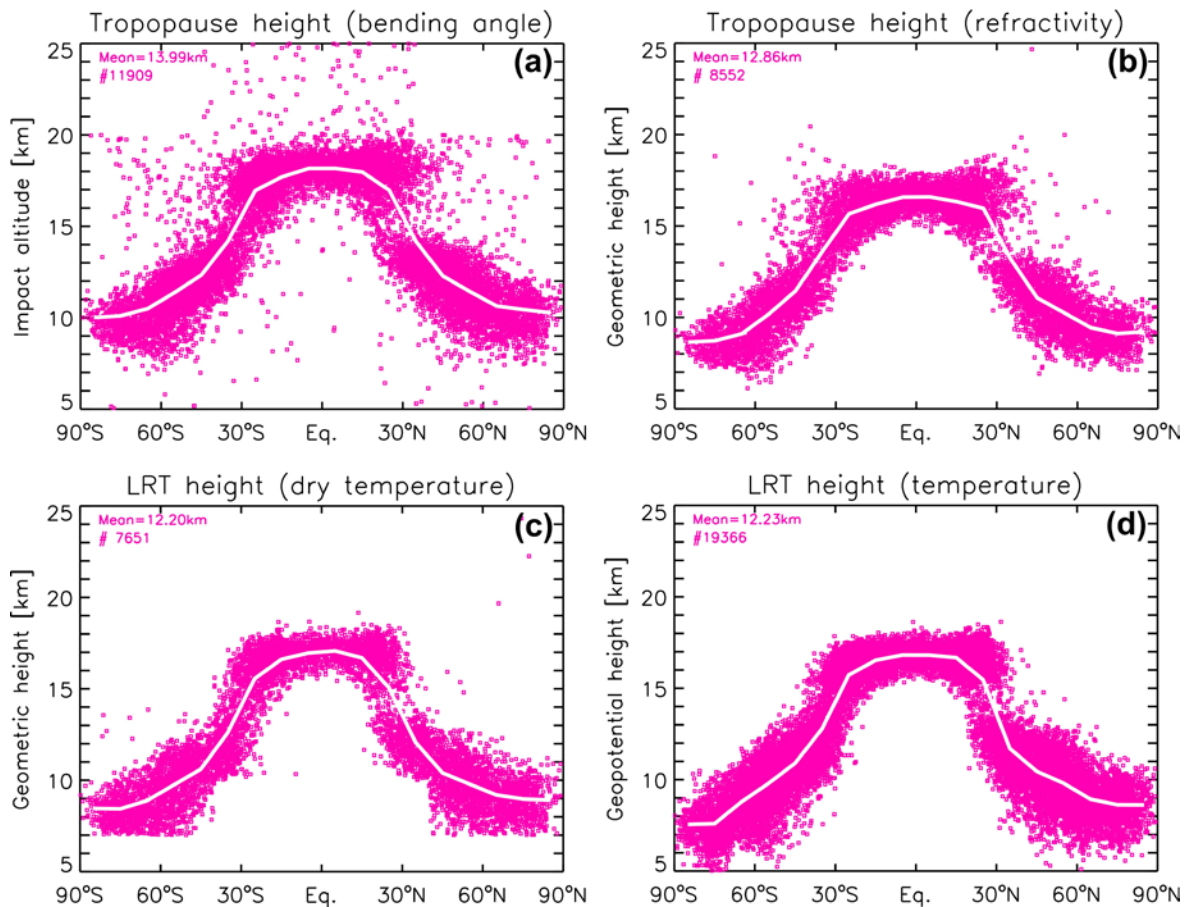 Tropopause height (bending angle)
Mean=13.99km
#11909
(a)
Impact altitude [km]
25
20
15
10
5
90°S 60°S 30°S Eq. 30°N 60°N 90°N
Tropopause height (refractivity)
Mean=12.86km
# 8552
(b)
Geometric height [km]
25
20
15
10
5
90°S 60°S 30°S Eq. 30°N 60°N 90°N
LRT height (dry temperature)
Mean=12.20km
# 7651
(c)
Geometric height [km]
25
20
15
10
5
90°S 60°S 30°S Eq. 30°N 60°N 90°N
LRT height (temperature)
Mean=12.23km
#19366
(d)
Geopotential height [km]
25
20
15
10
5
90°S 60°S 30°S Eq. 30°N 60°N 90°N